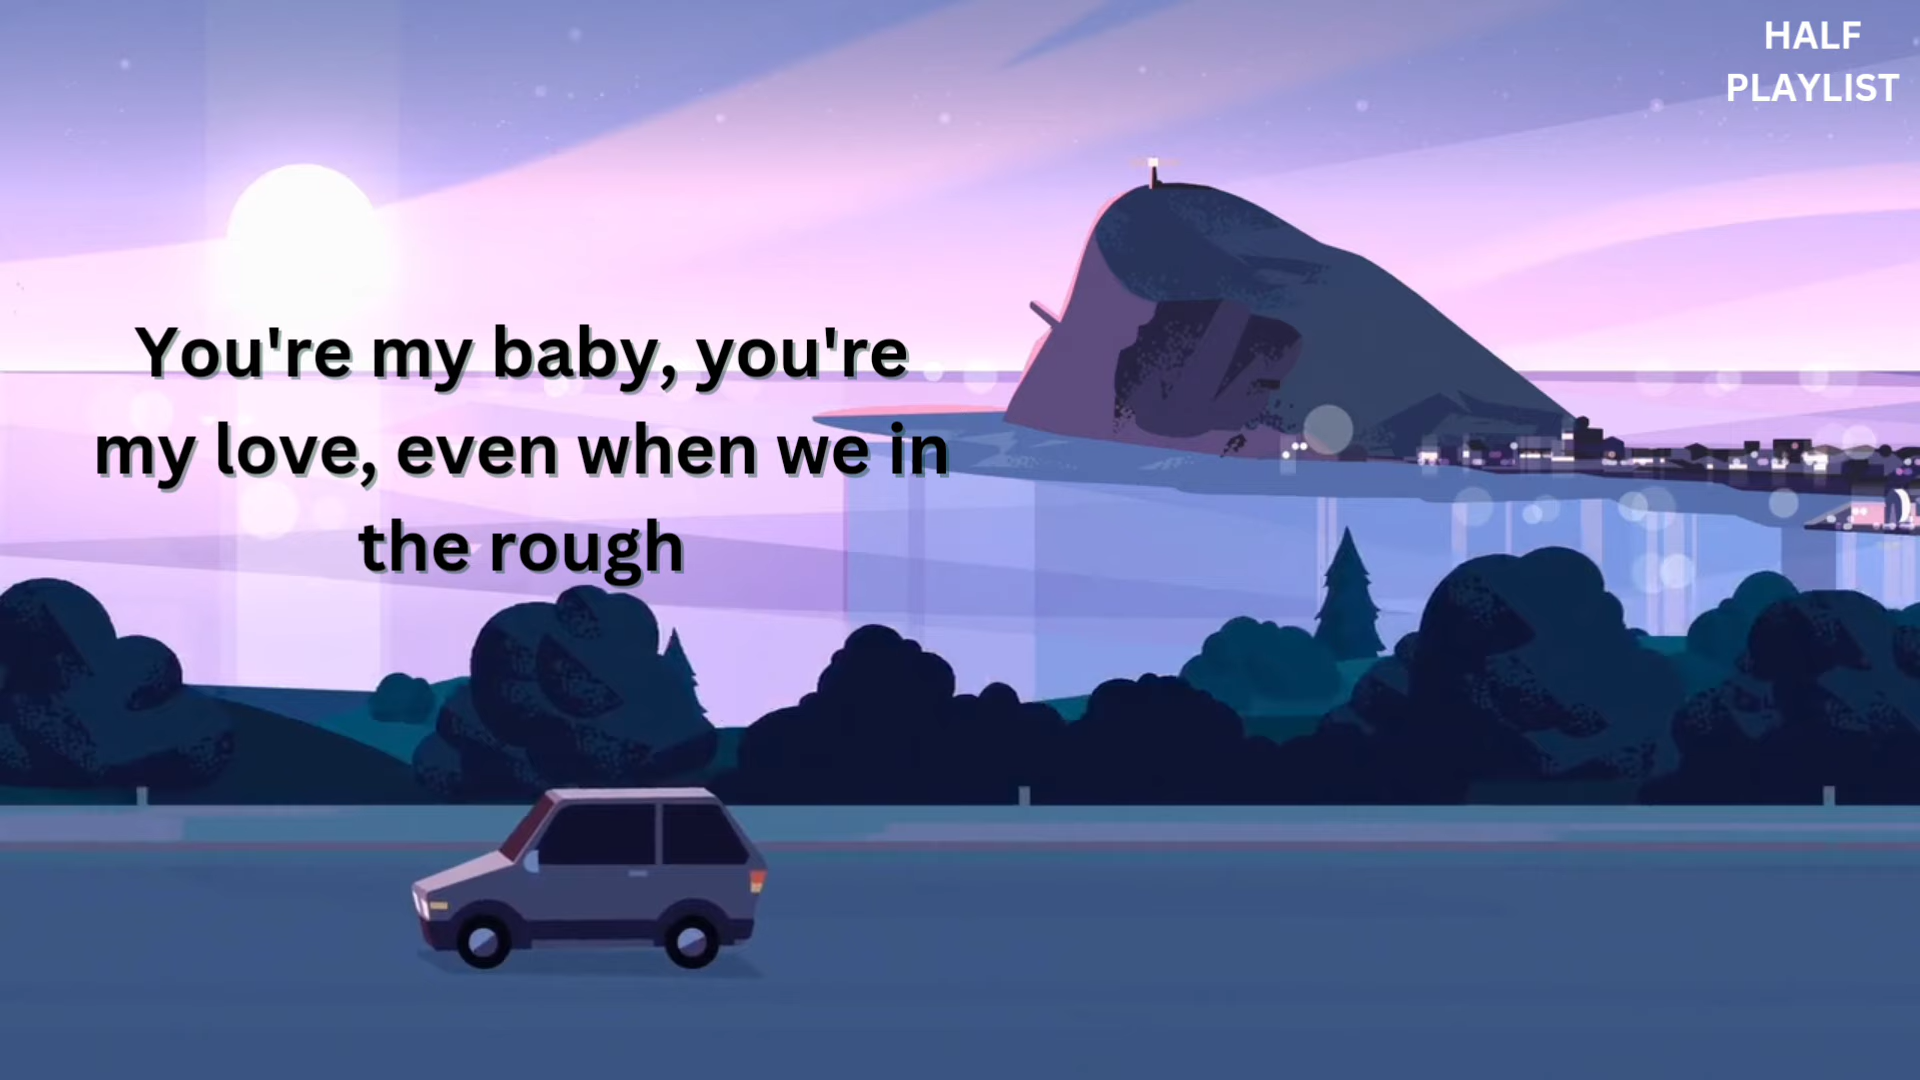 HALF
PLAYLIST
You're my baby, you're
my love, even when we in
the rough